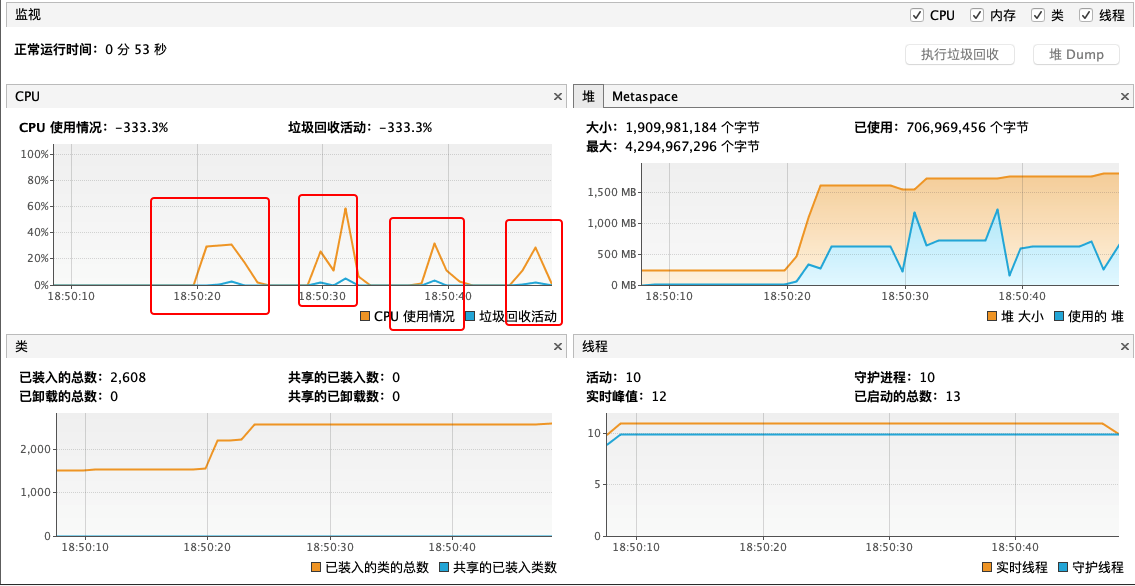 监视
CPU 内存 类 线程
正常运行时间: 0 分 53 秒
执行垃圾回收 堆 Dump
CPU ×
CPU 使用情况: -333.3% 垃圾回收活动: -333.3%
100%
80%
60%
40%
20%
0%
18:50:10 18:50:20 18:50:30 18:50:40
CPU 使用情况 垃圾回收活动
堆 Metaspace ×
大小: 1,909,981,184 个字节 已使用: 706,969,456 个字节
最大: 4,294,967,296 个字节
1,500 MB
1,000 MB
500 MB
0 MB
18:50:10 18:50:20 18:50:30 18:50:40
堆 大小 使用的 堆
类 ×
已装入的总数: 2,608 共享的已装入数: 0
已卸载的总数: 0 共享的已卸载数: 0
2,000
1,000
0
18:50:10 18:50:20 18:50:30 18:50:40
已装入的类的总数 共享的已装入类数
线程 ×
活动: 10 守护进程: 10
实时峰值: 12 已启动的总数: 13
10
5
0
18:50:10 18:50:20 18:50:30 18:50:40
实时线程 守护线程